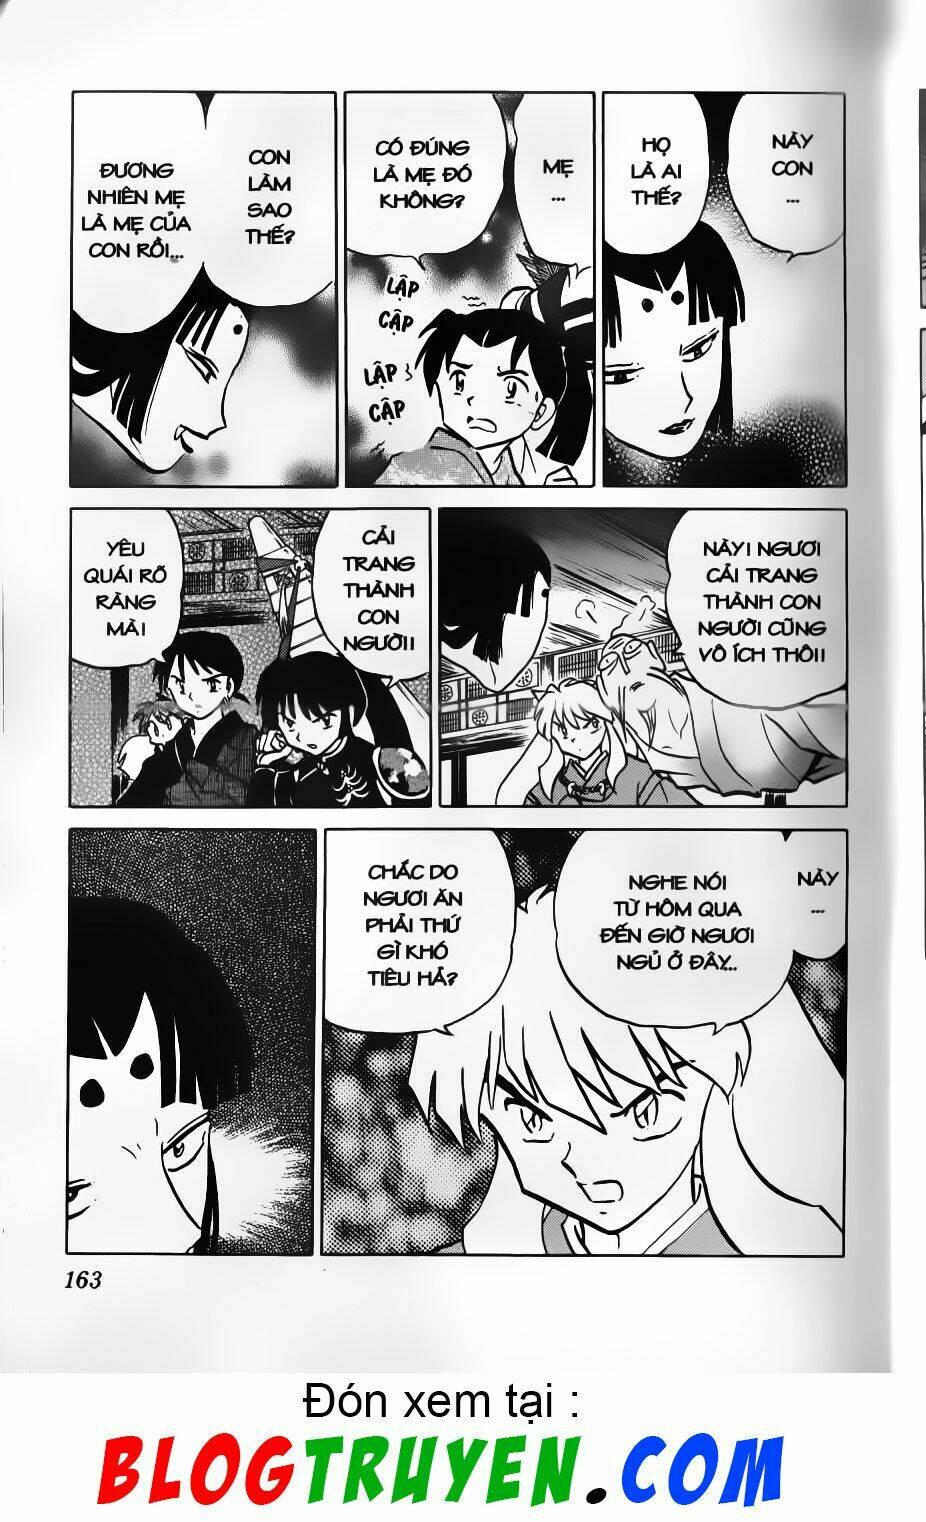 NÀY
CON
...
HỌ
LÀ AI
THẾ?
MẸ
...
CÓ ĐÚNG
LÀ MẸ ĐÓ
KHÔNG?
LẬP
CẬP
LẬP
CẬP
CON
LÀM
SAO
THẾ?
ĐƯƠNG
NHIÊN MẸ
LÀ MẸ CỦA
CON RỒI...
NÀY! NGƯƠI
CẢI TRANG
THÀNH CON
NGƯỜI CŨNG
VÔ ÍCH THÔI!
CẢI
TRANG
THÀNH
CON
NGƯỜI!
YÊU
QUÁI RÕ
RÀNG
MÀ!
NÀY
...
NGHE NÓI
TỪ HÔM QUA
ĐẾN GIỜ NGƯƠI
NGỦ Ở ĐÂY...
CHẮC DO
NGƯƠI ĂN
PHẢI THỨ
GÌ KHÓ
TIÊU HẢ?
163
Đón xem tại :
BLOGTRUYEN.COM